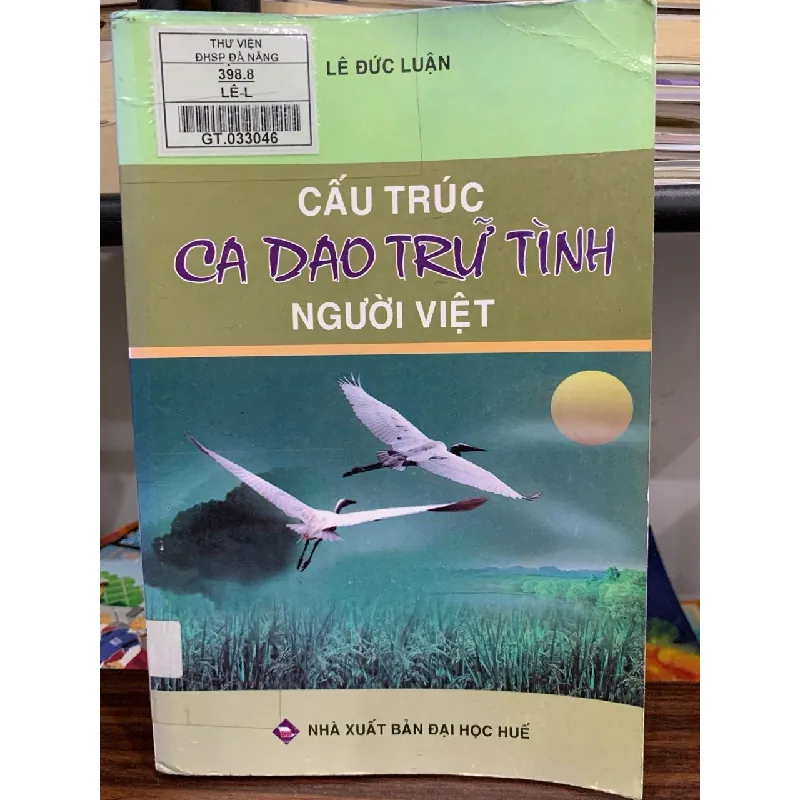 THƯ VIỆN
ĐHSP ĐÀ NẴNG
398.8
LÊ-L
GT.033046
LÊ ĐỨC LUẬN
CẤU TRÚC
CA DAO TRỮ TÌNH
NGƯỜI VIỆT
NHÀ XUẤT BẢN ĐẠI HỌC HUẾ